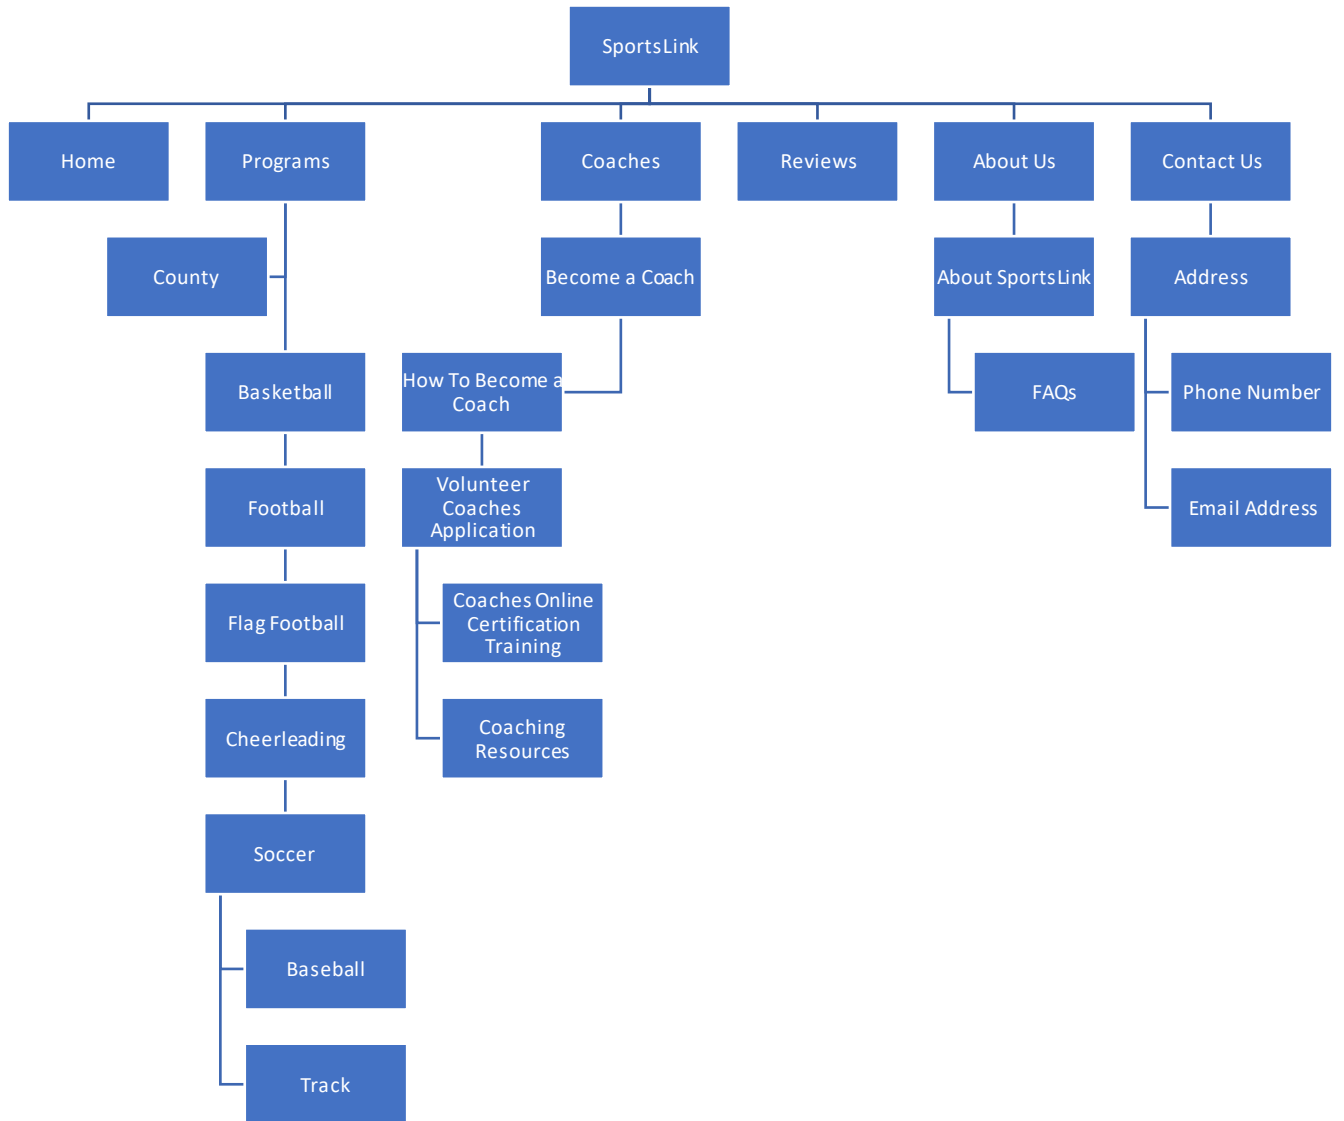 SportsLink
Home
Programs
Coaches
Reviews
About Us
Contact Us
County
Become a Coach
About SportsLink
Address
Basketball
How To Become a
Coach
FAQs
Phone Number
Football
Volunteer
Coaches
Application
Email Address
Flag Football
Coaches Online
Certification
Training
Cheerleading
Coaching
Resources
Soccer
Baseball
Track